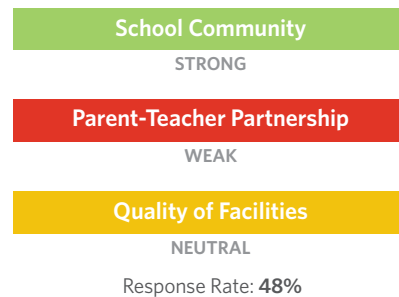 School Community
STRONG
Parent-Teacher Partnership
WEAK
Quality of Facilities
NEUTRAL
Response Rate: 48%